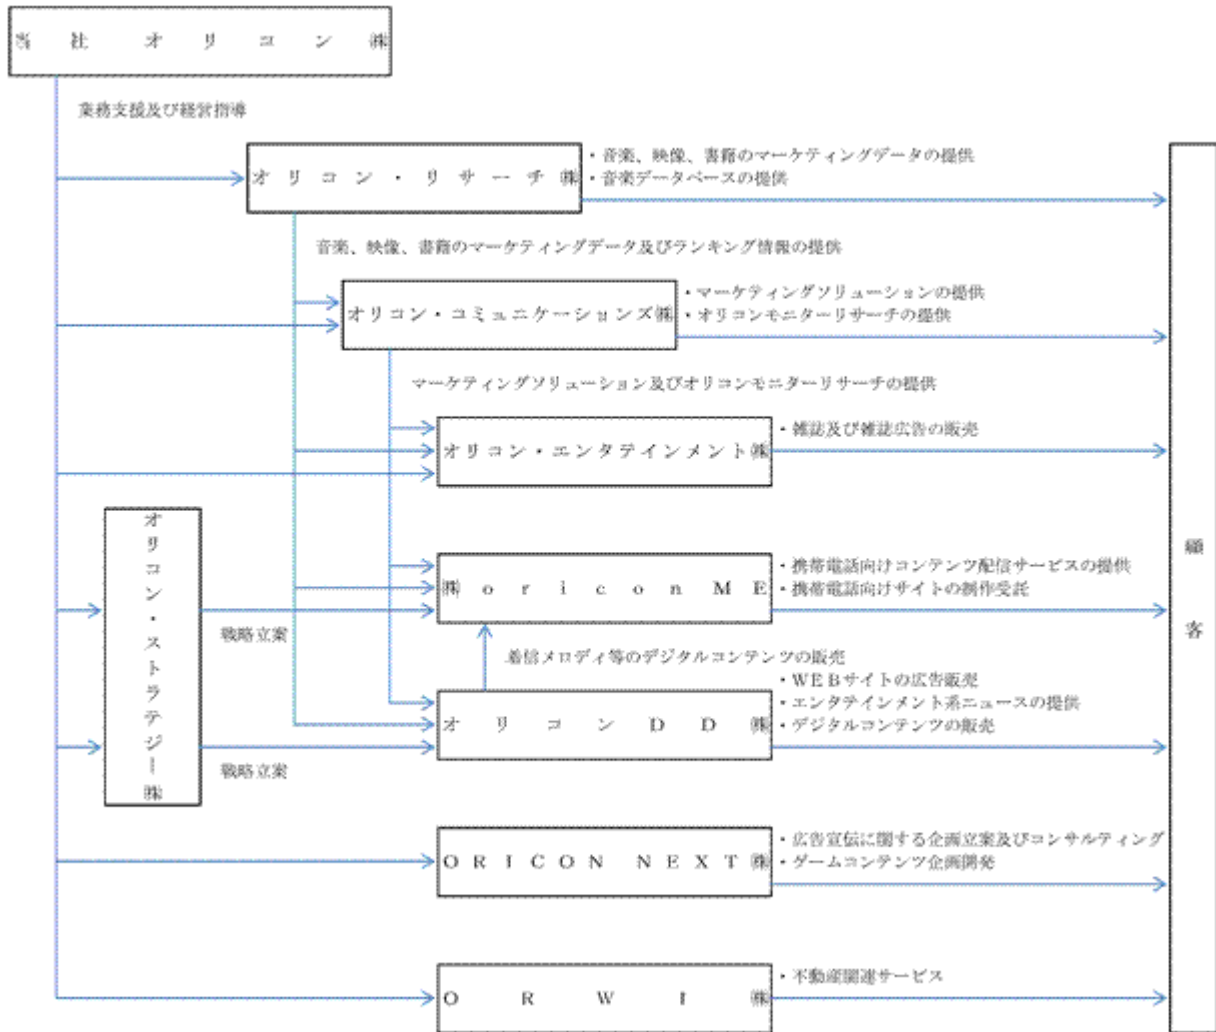 当社オリコン㈱
業務支援及び経営指導
オリコン・リサーチ㈱
・音楽、映像、書籍のマーケティングデータの提供
・音楽データベースの提供
音楽、映像、書籍のマーケティングデータ及びランキング情報の提供
オリコン・コミュニケーションズ㈱
・マーケティングソリューションの提供
・オリコンモニターリサーチの提供
マーケティングソリューション及びオリコンモニターリサーチの提供
オリコン・エンタテインメント㈱
・雑誌及び雑誌広告の販売
オリコン・ストラテジー㈱
戦略立案
㈱oriconME
・携帯電話向けコンテンツ配信サービスの提供
・携帯電話向けサイトの制作受託
着信メロディ等のデジタルコンテンツの販売
戦略立案
オリコンDD㈱
・WEBサイトの広告販売
・エンタテインメント系ニュースの提供
・デジタルコンテンツの販売
ORICON NEXT㈱
・広告宣伝に関する企画立案及びコンサルティング
・ゲームコンテンツ企画開発
ORWI㈱
・不動産関連サービス
顧客